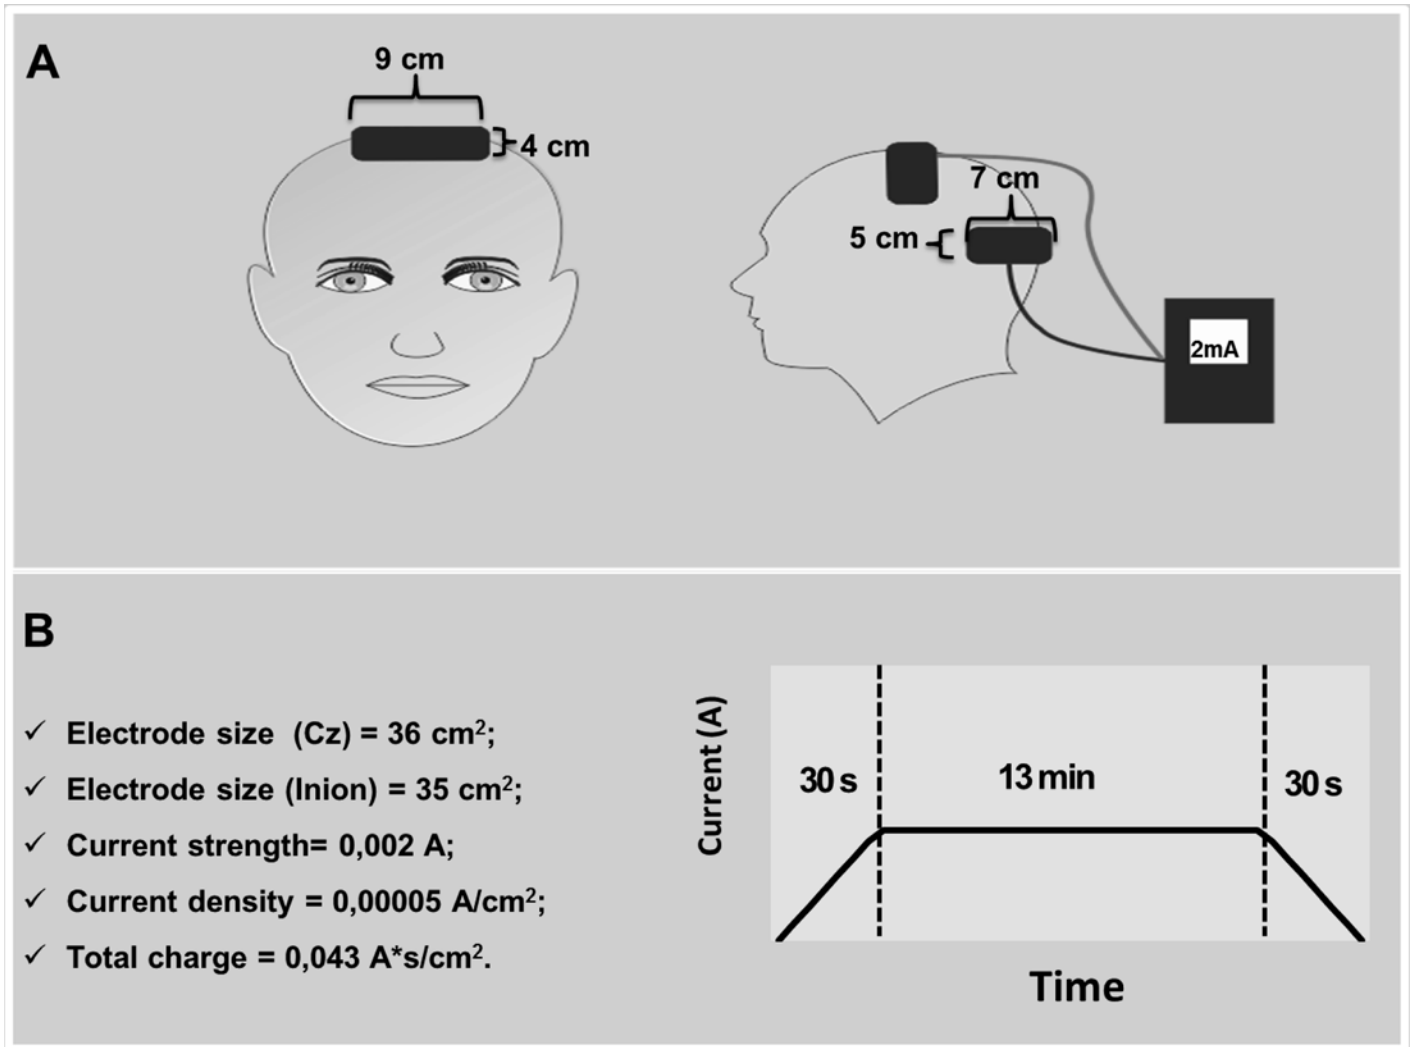 A
9 cm
4 cm
7 cm
5 cm
2mA
B
✓ Electrode size (Cz) = 36 cm²;
✓ Electrode size (Inion) = 35 cm²;
✓ Current strength= 0,002 A;
✓ Current density = 0,00005 A/cm²;
✓ Total charge = 0,043 A*s/cm².
Current (A)
30 s
13 min
30 s
Time